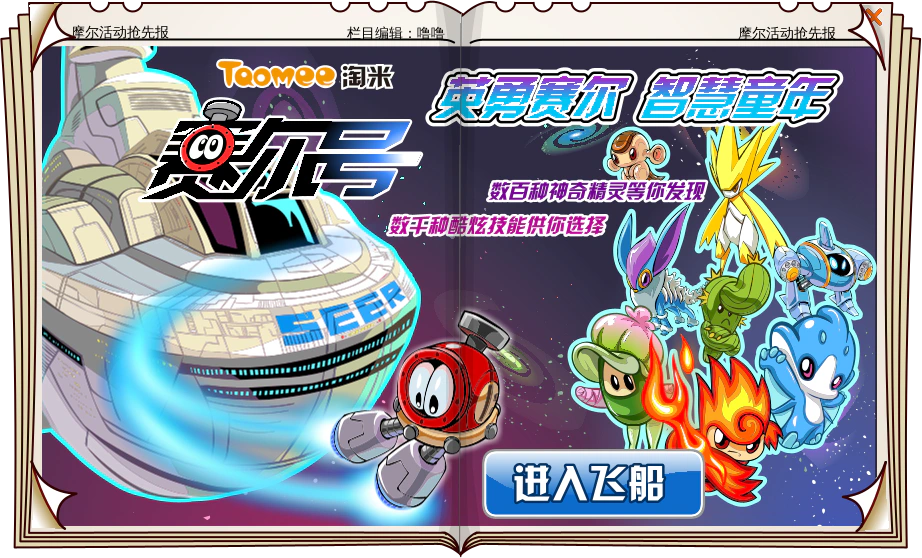 摩尔活动抢先报
栏目编辑：噜噜
摩尔活动抢先报
Taomee 淘米
赛尔号
英勇赛尔 智慧童年
数百种神奇精灵等你发现
数千种酷炫技能供你选择
SEER
进入飞船